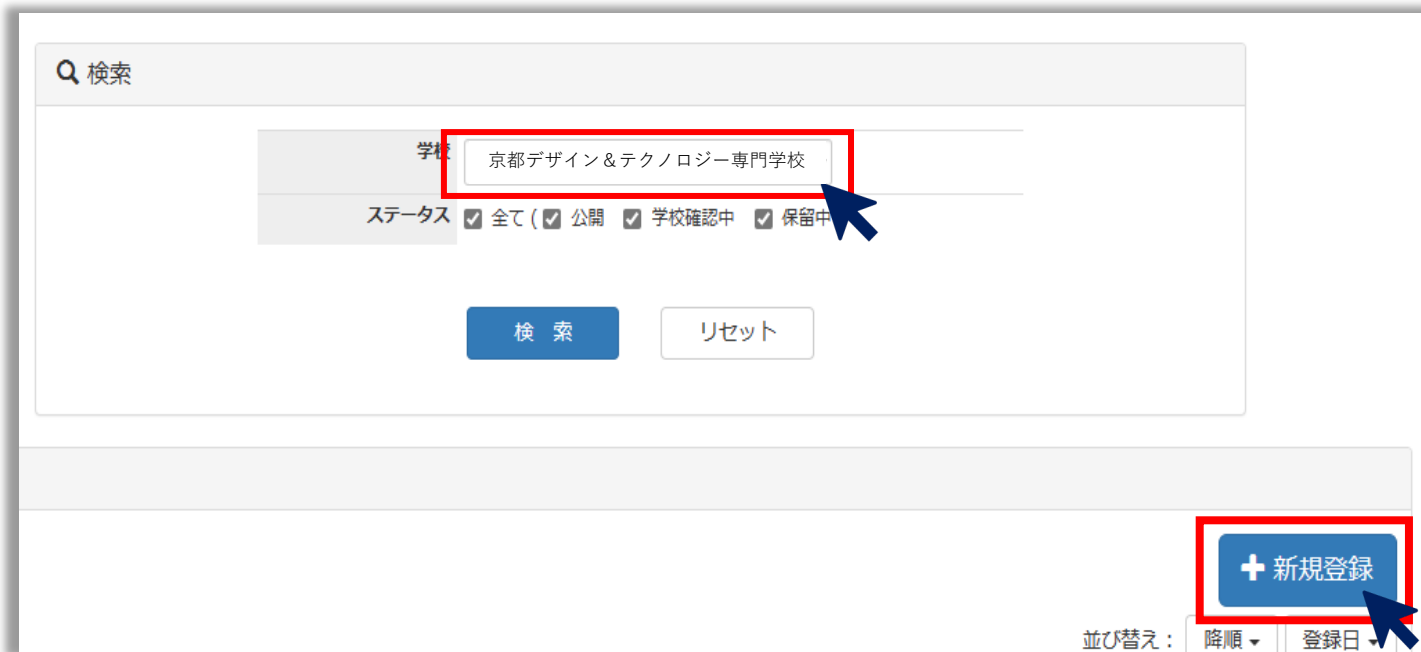 検索
学校 京都デザイン＆テクノロジー専門学校
ステータス 全て ( 公開 学校確認中 保留中
検 索 リセット
新規登録
並び替え： 降順 登録日